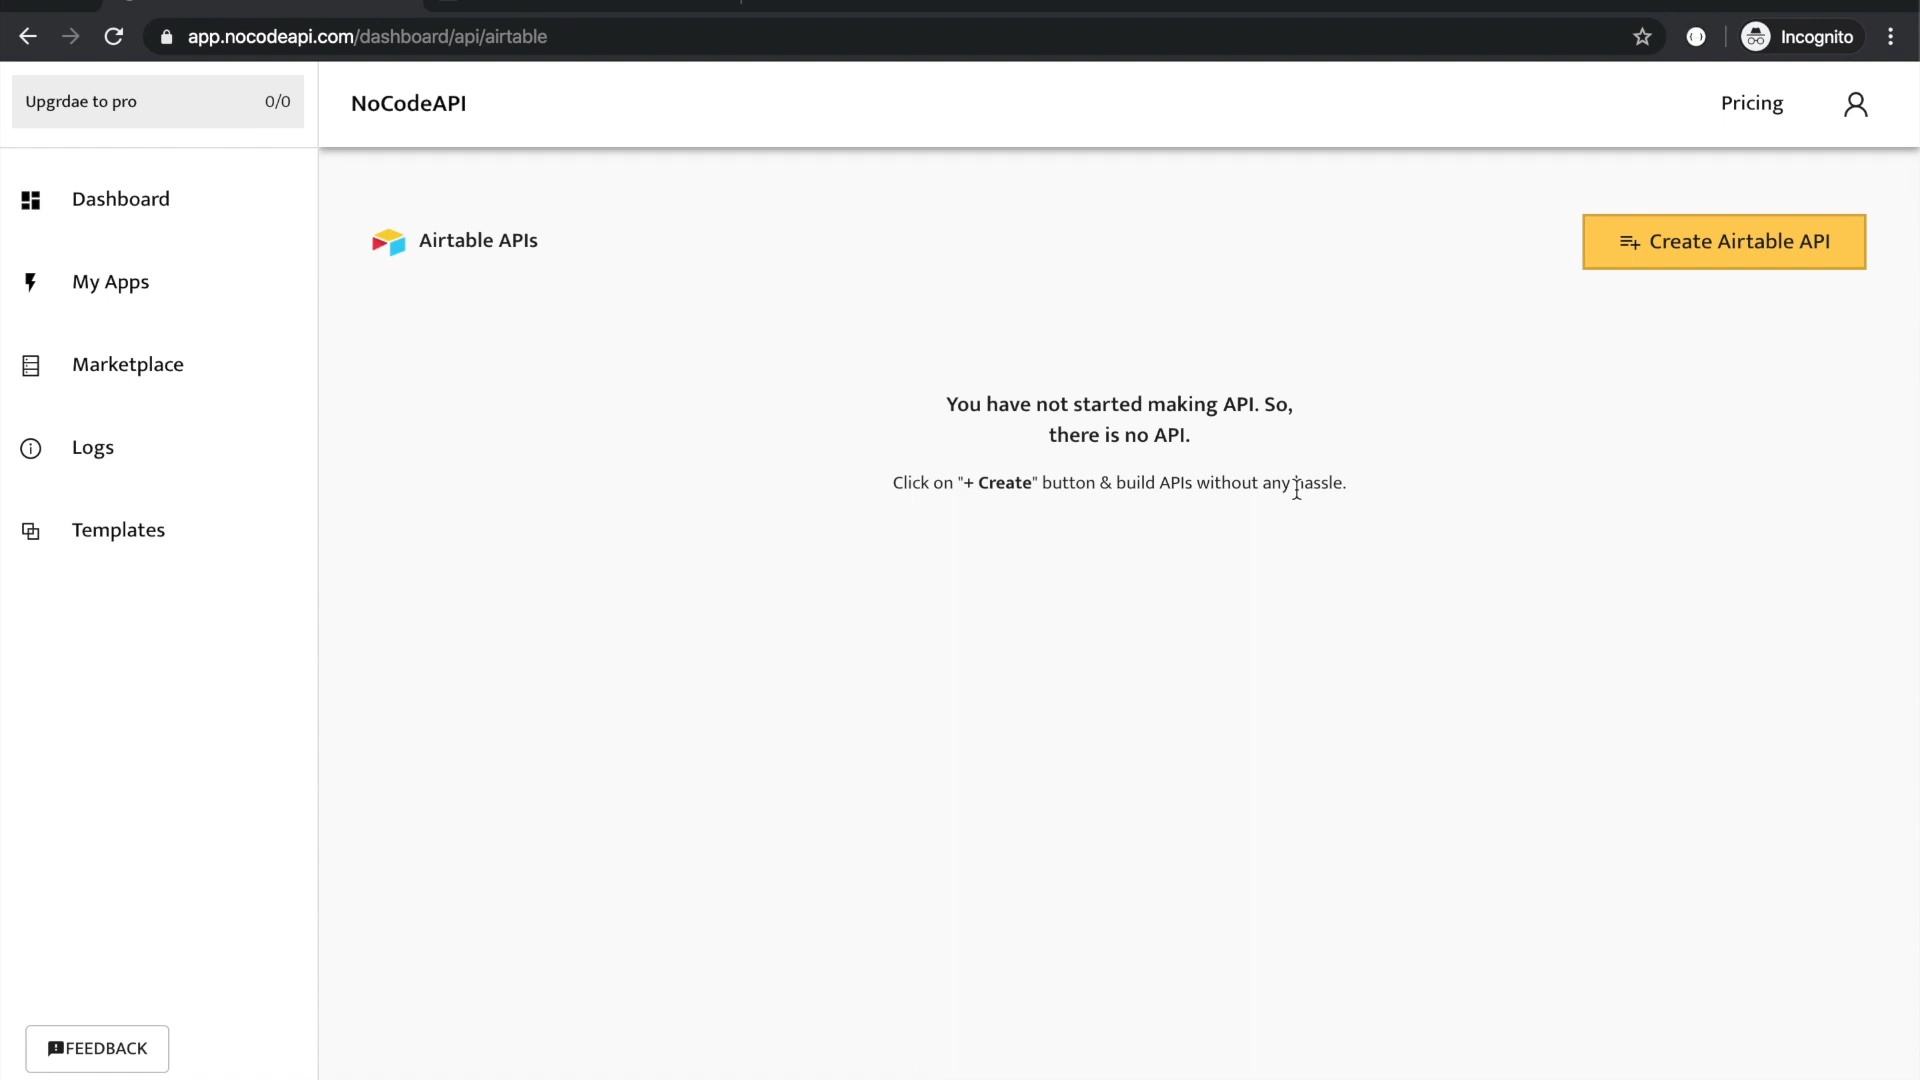 app.nocodeapi.com/dashboard/api/airtable
Incognito
Upgrdae to pro 0/0
NoCodeAPI
Pricing
Dashboard
My Apps
Marketplace
Logs
Templates
Airtable APIs
Create Airtable API
You have not started making API. So,
there is no API.
Click on "+ Create" button & build APIs without any hassle.
FEEDBACK